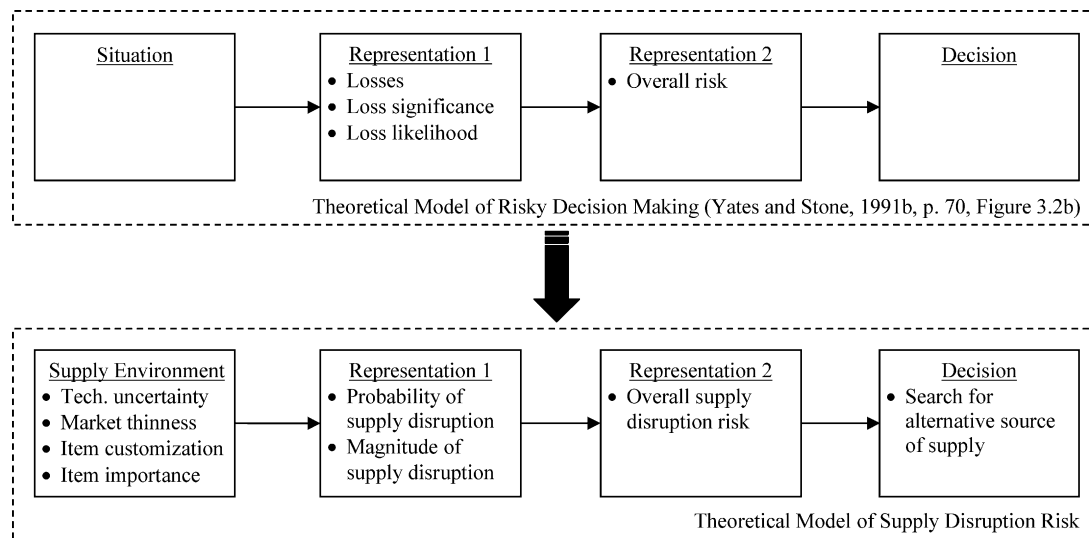 Situation
Representation 1
• Losses
• Loss significance
• Loss likelihood
Representation 2
• Overall risk
Decision
Theoretical Model of Risky Decision Making (Yates and Stone, 1991b, p. 70, Figure 3.2b)
Supply Environment
• Tech. uncertainty
• Market thinness
• Item customization
• Item importance
Representation 1
• Probability of
supply disruption
• Magnitude of
supply disruption
Representation 2
• Overall supply
disruption risk
Decision
• Search for
alternative source
of supply
Theoretical Model of Supply Disruption Risk